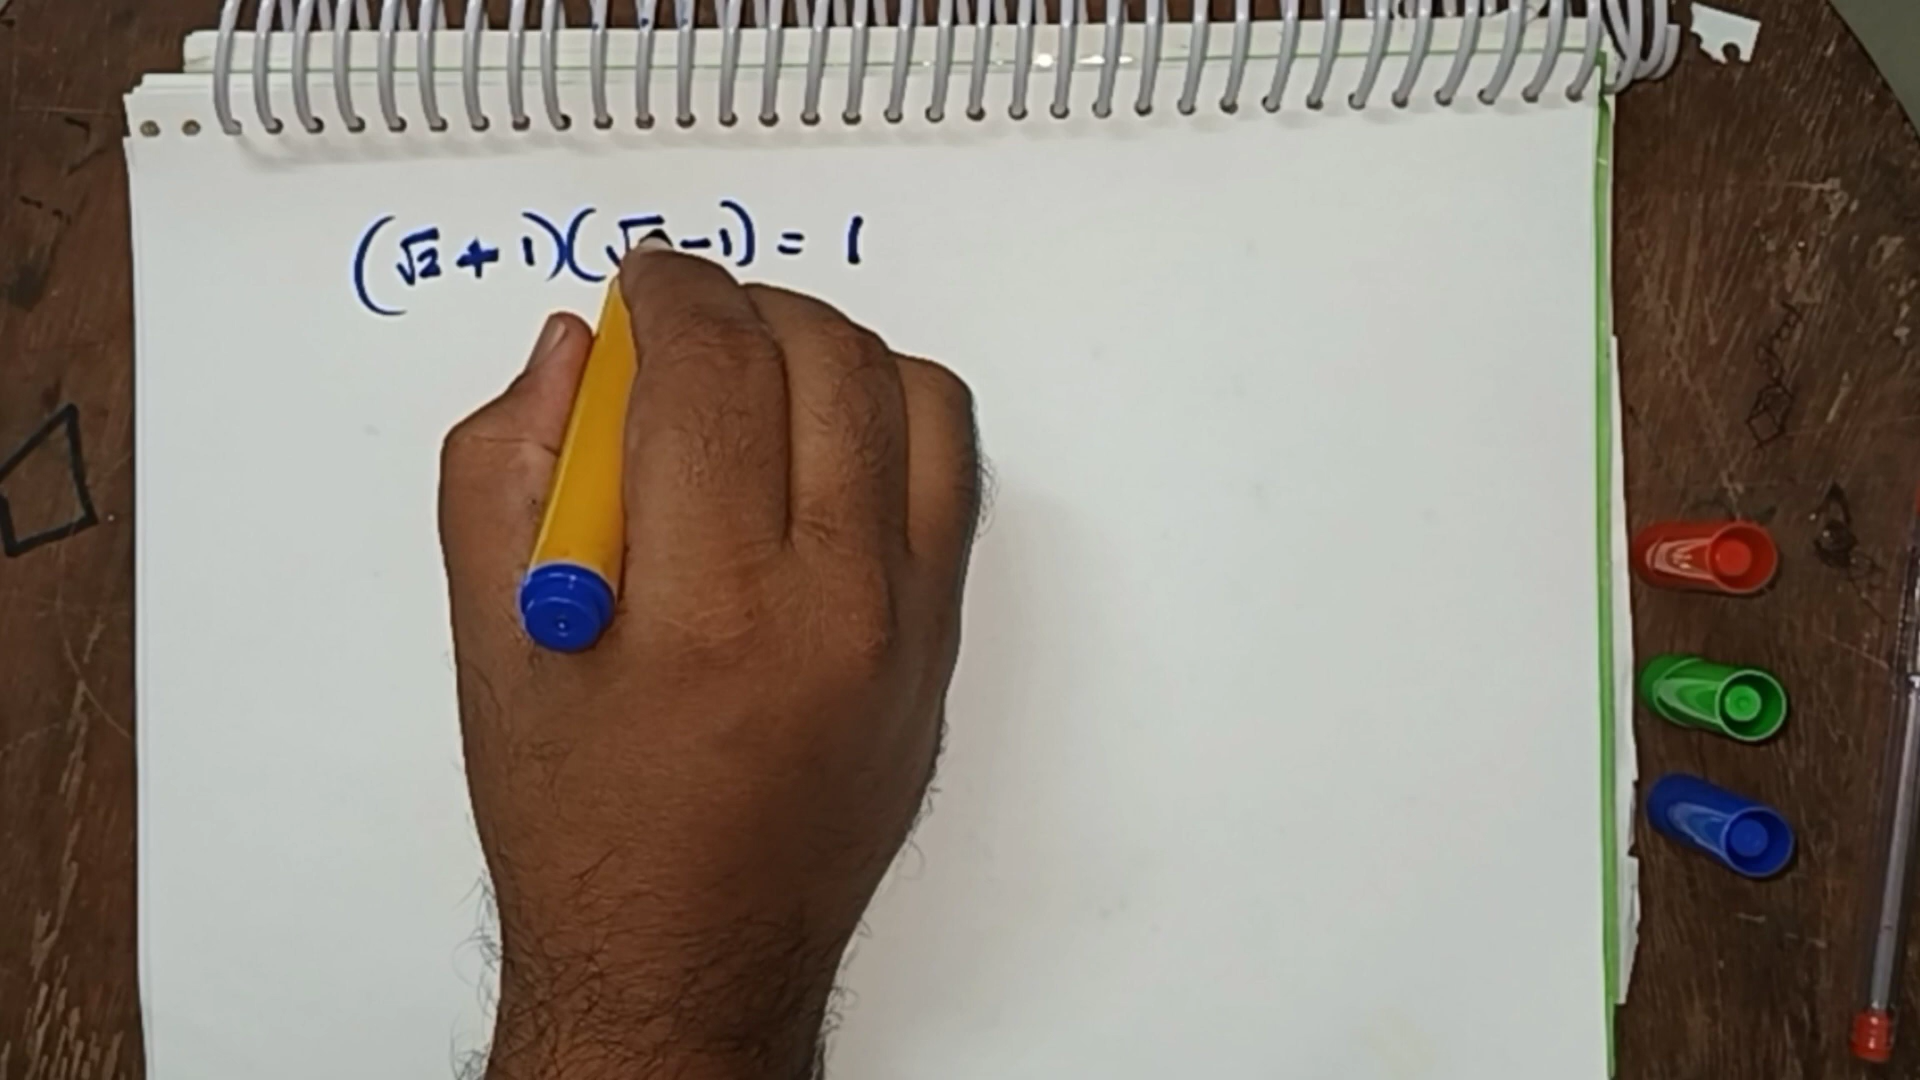 (√2 + 1)(√ - 1) = 1